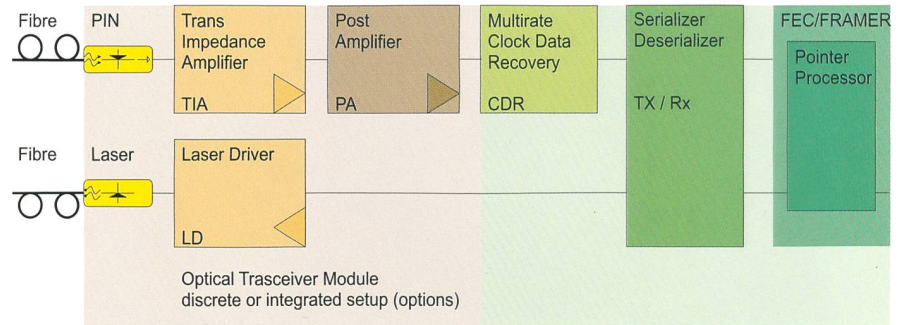 Fibre
PIN
Trans
Impedance
Amplifier
TIA
Post
Amplifier
PA
Multirate
Clock Data
Recovery
CDR
Serializer
Deserializer
TX / Rx
FEC/FRAMER
Pointer
Processor
Fibre
Laser
Laser Driver
LD
Optical Trasceiver Module
discrete or integrated setup (options)